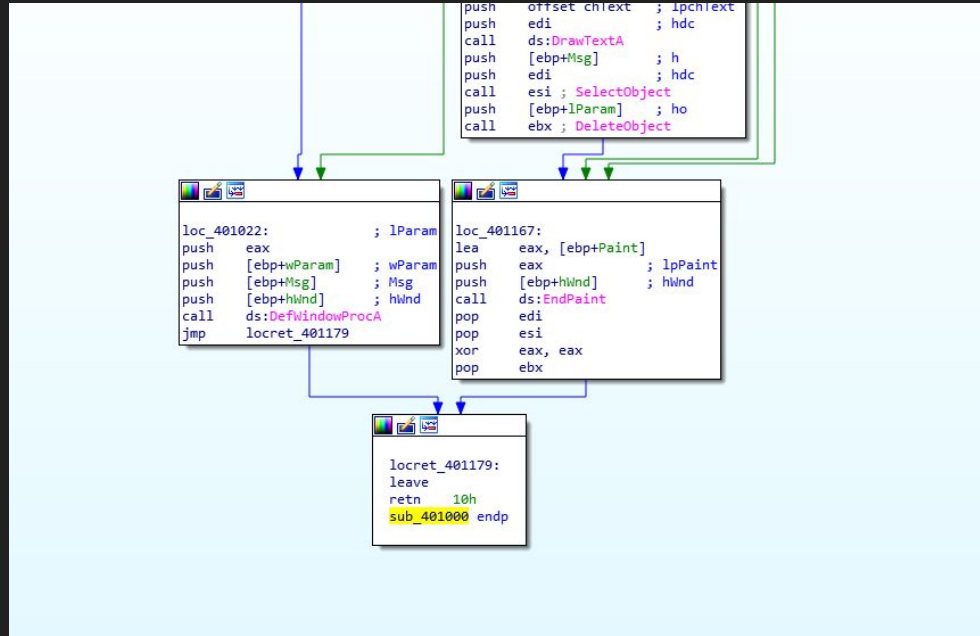 push offset chText ; lpchText
push edi ; hdc
call ds:DrawTextA
push [ebp+Msg] ; h
push edi ; hdc
call esi ; SelectObject
push [ebp+lParam] ; ho
call ebx ; DeleteObject
loc_401022: ; lParam
push eax
push [ebp+wParam] ; wParam
push [ebp+Msg] ; Msg
push [ebp+hWnd] ; hWnd
call ds:DefWindowProcA
jmp locret_401179
loc_401167:
lea eax, [ebp+Paint]
push eax ; lpPaint
push [ebp+hWnd] ; hWnd
call ds:EndPaint
pop edi
pop esi
xor eax, eax
pop ebx
locret_401179:
leave
retn 10h
sub_401000 endp